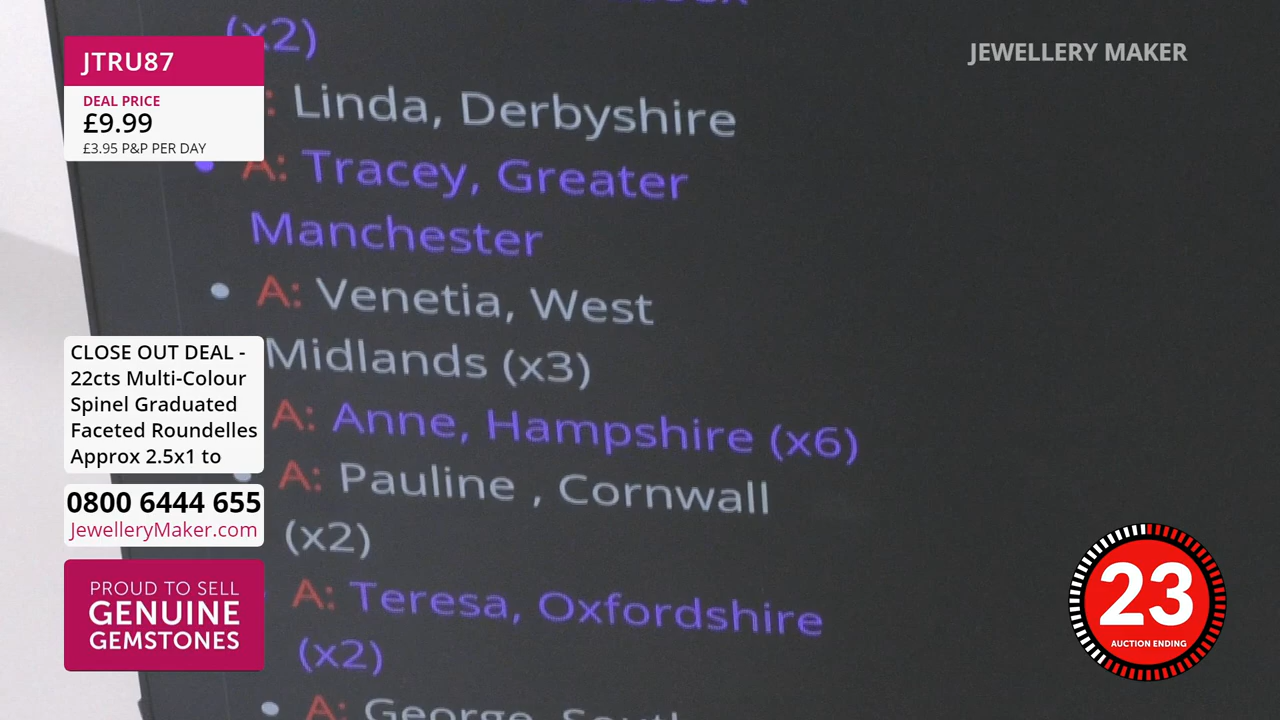 (x2)
JTRU87
DEAL PRICE
£9.99
£3.95 P&P PER DAY
JEWELLERY MAKER
: Linda, Derbyshire
A: Tracey, Greater
Manchester
A: Venetia, West
Midlands (x3)
A: Anne, Hampshire (x6)
A: Pauline , Cornwall
(x2)
A: Teresa, Oxfordshire
(x2)
A: George, South
CLOSE OUT DEAL -
22cts Multi-Colour
Spinel Graduated
Faceted Roundelles
Approx 2.5x1 to
0800 6444 655
JewelleryMaker.com
PROUD TO SELL
GENUINE
GEMSTONES
23
AUCTION ENDING